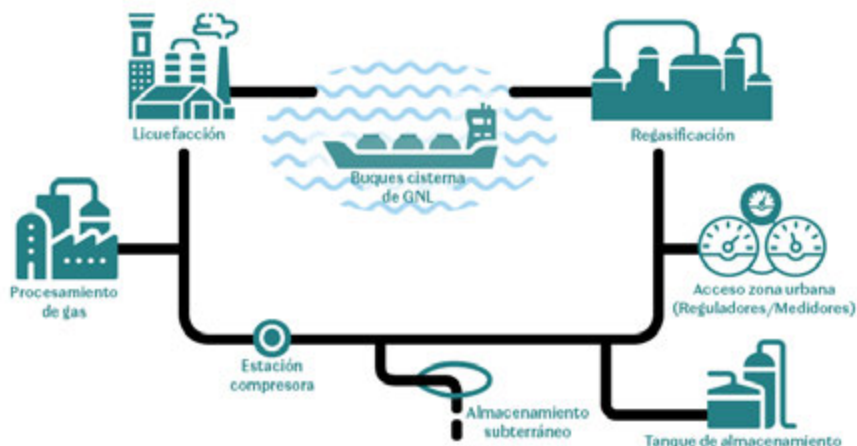 Licuefacción
Buques cisterna
de GNL
Regasificación
Procesamiento
de gas
Acceso zona urbana
(Reguladores/Medidores)
Estación
compresora
Almacenamiento
subterráneo
Tanque de almacenamiento